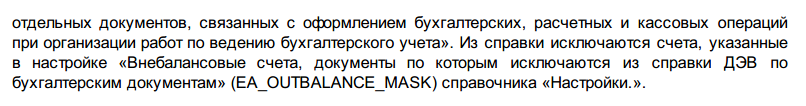 отдельных документов, связанных с оформлением бухгалтерских, расчетных и кассовых операций
при организации работ по ведению бухгалтерского учета». Из справки исключаются счета, указанные
в настройке «Внебалансовые счета, документы по которым исключаются из справки ДЭВ по
бухгалтерским документам» (EA_OUTBALANCE_MASK) справочника «Настройки.».